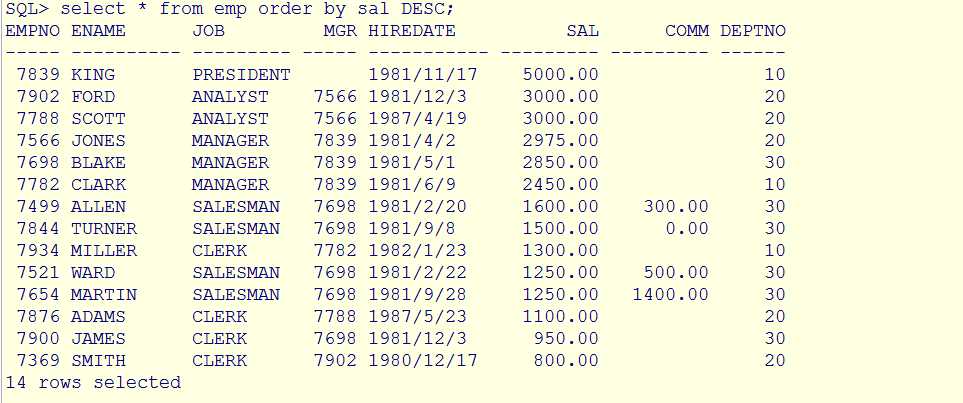 SQL> select * from emp order by sal DESC;
EMPNO ENAME      JOB         MGR HIREDATE          SAL      COMM DEPTNO
----- ---------- --------- ----- ----------- --------- --------- ------
 7839 KING       PRESIDENT       1981/11/17    5000.00               10
 7902 FORD       ANALYST    7566 1981/12/3     3000.00               20
 7788 SCOTT      ANALYST    7566 1987/4/19     3000.00               20
 7566 JONES      MANAGER    7839 1981/4/2      2975.00               20
 7698 BLAKE      MANAGER    7839 1981/5/1      2850.00               30
 7782 CLARK      MANAGER    7839 1981/6/9      2450.00               10
 7499 ALLEN      SALESMAN   7698 1981/2/20     1600.00    300.00     30
 7844 TURNER     SALESMAN   7698 1981/9/8      1500.00      0.00     30
 7934 MILLER     CLERK      7782 1982/1/23     1300.00               10
 7521 WARD       SALESMAN   7698 1981/2/22     1250.00    500.00     30
 7654 MARTIN     SALESMAN   7698 1981/9/28     1250.00   1400.00     30
 7876 ADAMS      CLERK      7788 1987/5/23     1100.00               20
 7900 JAMES      CLERK      7698 1981/12/3      950.00               30
 7369 SMITH      CLERK      7902 1980/12/17     800.00               20
14 rows selected